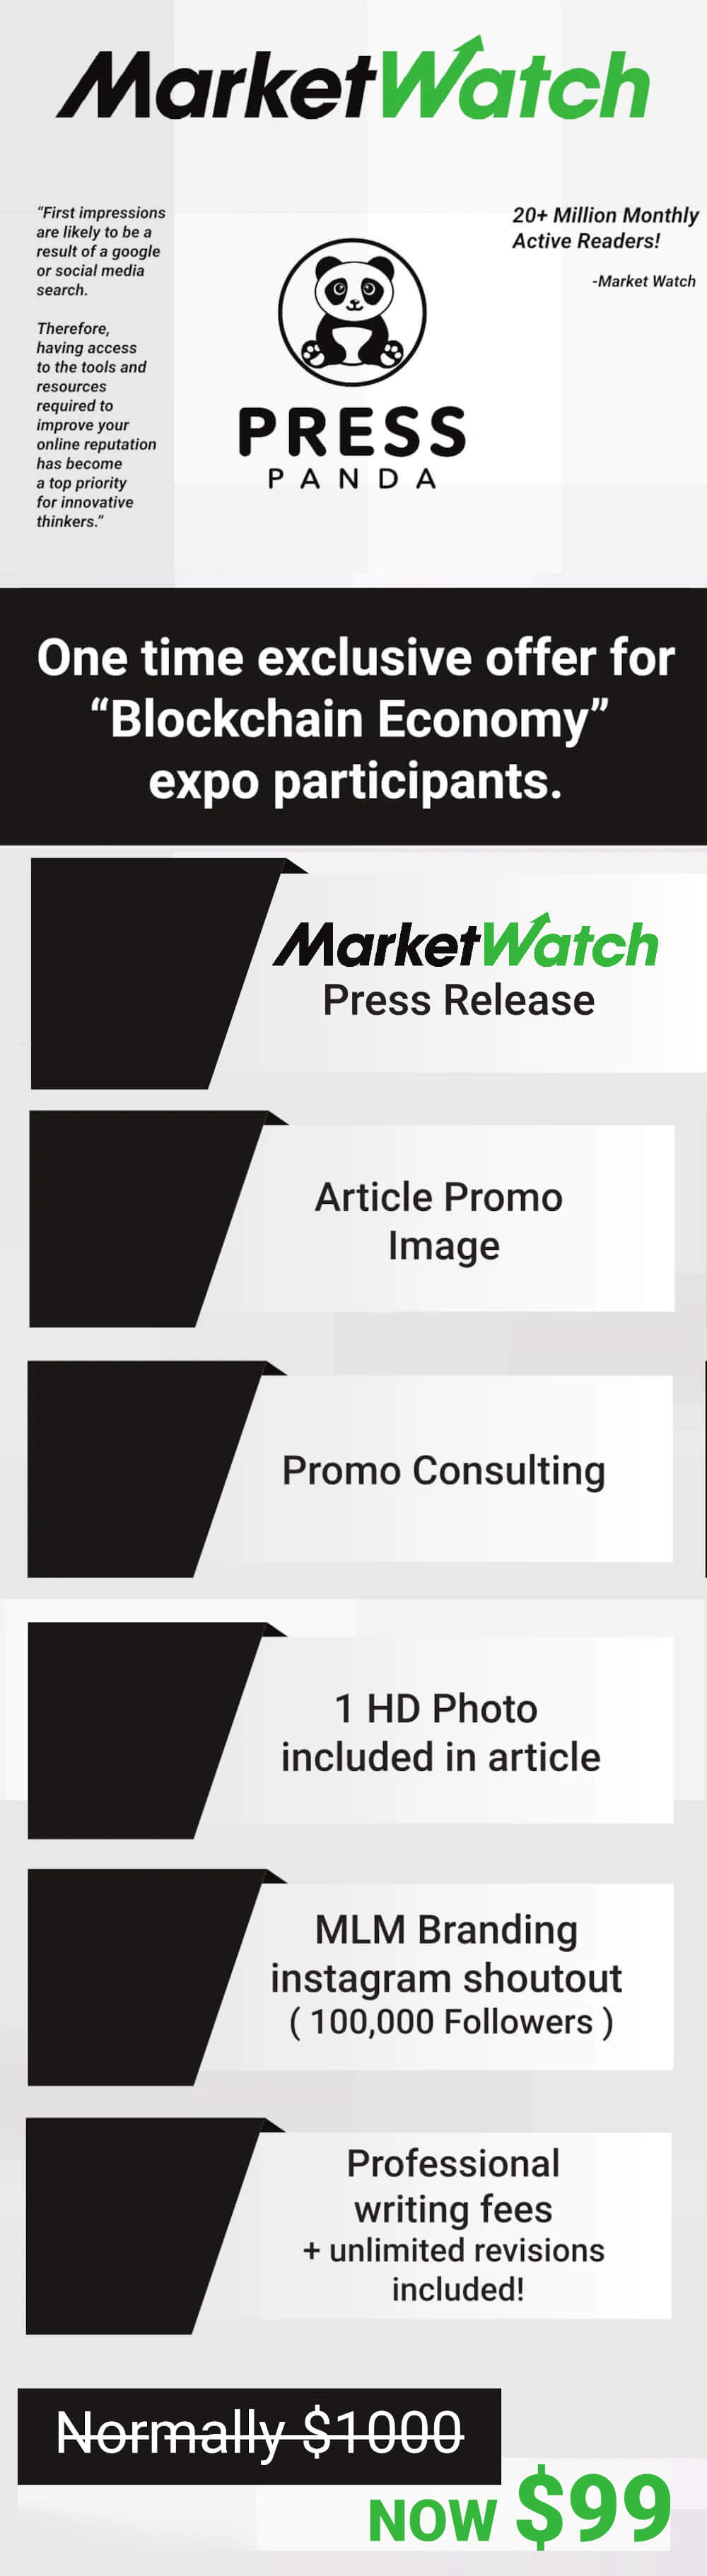 MarketWatch
“First impressions
are likely to be a
result of a google
or social media
search.
Therefore,
having access
to the tools and
resources
required to
improve your
online reputation
has become
a top priority
for innovative
thinkers.”
20+ Million Monthly
Active Readers!
-Market Watch
PRESS
PANDA
One time exclusive offer for
“Blockchain Economy”
expo participants.
MarketWatch
Press Release
Article Promo
Image
Promo Consulting
1 HD Photo
included in article
MLM Branding
instagram shoutout
( 100,000 Followers )
Professional
writing fees
+ unlimited revisions
included!
Normally $1000
NOW $99